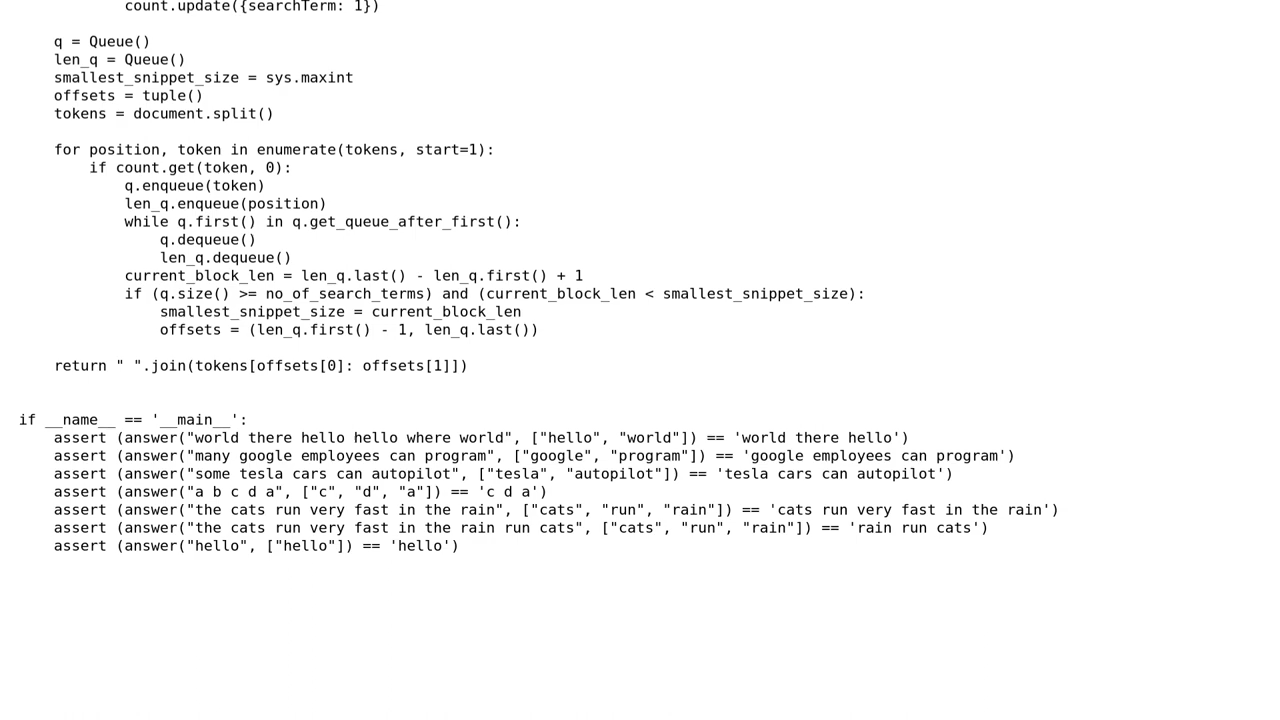 count.update({searchTerm: 1})

    q = Queue()
    len_q = Queue()
    smallest_snippet_size = sys.maxint
    offsets = tuple()
    tokens = document.split()

    for position, token in enumerate(tokens, start=1):
        if count.get(token, 0):
            q.enqueue(token)
            len_q.enqueue(position)
            while q.first() in q.get_queue_after_first():
                q.dequeue()
                len_q.dequeue()
            current_block_len = len_q.last() - len_q.first() + 1
            if (q.size() >= no_of_search_terms) and (current_block_len < smallest_snippet_size):
                smallest_snippet_size = current_block_len
                offsets = (len_q.first() - 1, len_q.last())

    return " ".join(tokens[offsets[0]: offsets[1]])


if __name__ == '__main__':
    assert (answer("world there hello hello where world", ["hello", "world"]) == 'world there hello')
    assert (answer("many google employees can program", ["google", "program"]) == 'google employees can program')
    assert (answer("some tesla cars can autopilot", ["tesla", "autopilot"]) == 'tesla cars can autopilot')
    assert (answer("a b c d a", ["c", "d", "a"]) == 'c d a')
    assert (answer("the cats run very fast in the rain", ["cats", "run", "rain"]) == 'cats run very fast in the rain')
    assert (answer("the cats run very fast in the rain run cats", ["cats", "run", "rain"]) == 'rain run cats')
    assert (answer("hello", ["hello"]) == 'hello')